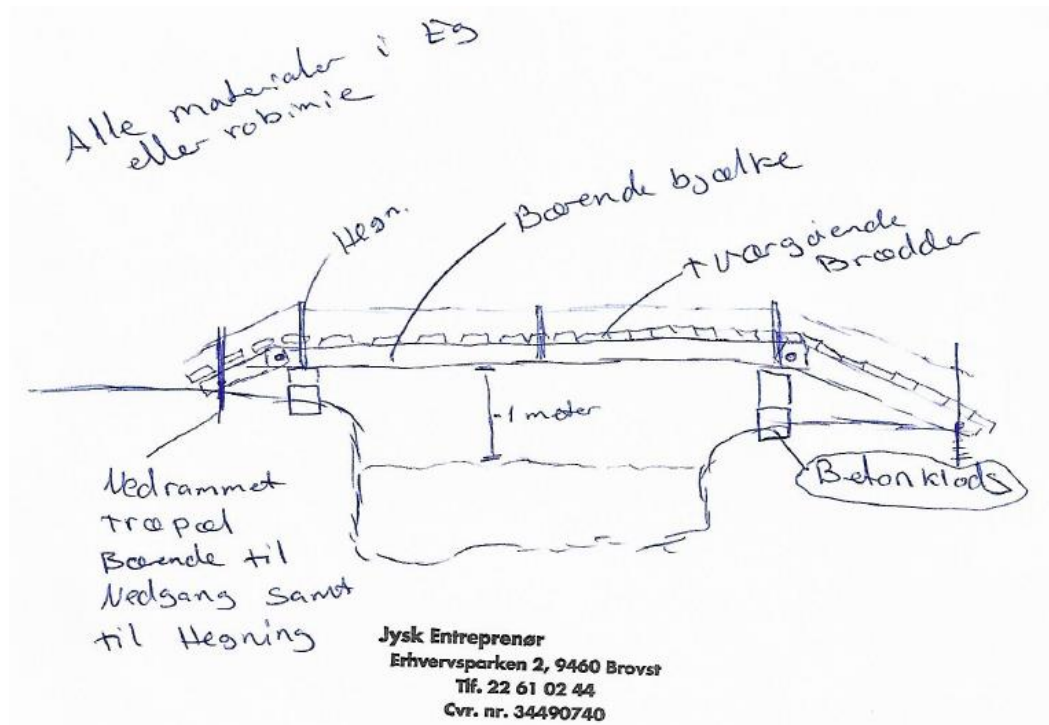 Alle materialer i Eg
eller robinie
Hegn.
Bærende bjælke
tværgående
Brædder
-1 meter
Nedrammet
træpæl
Bærende til
Nedgang samt
til Hegning
Betonklods
Jysk Entreprenør
Erhvervsparken 2, 9460 Brovst
Tlf. 22 61 02 44
Cvr. nr. 34490740